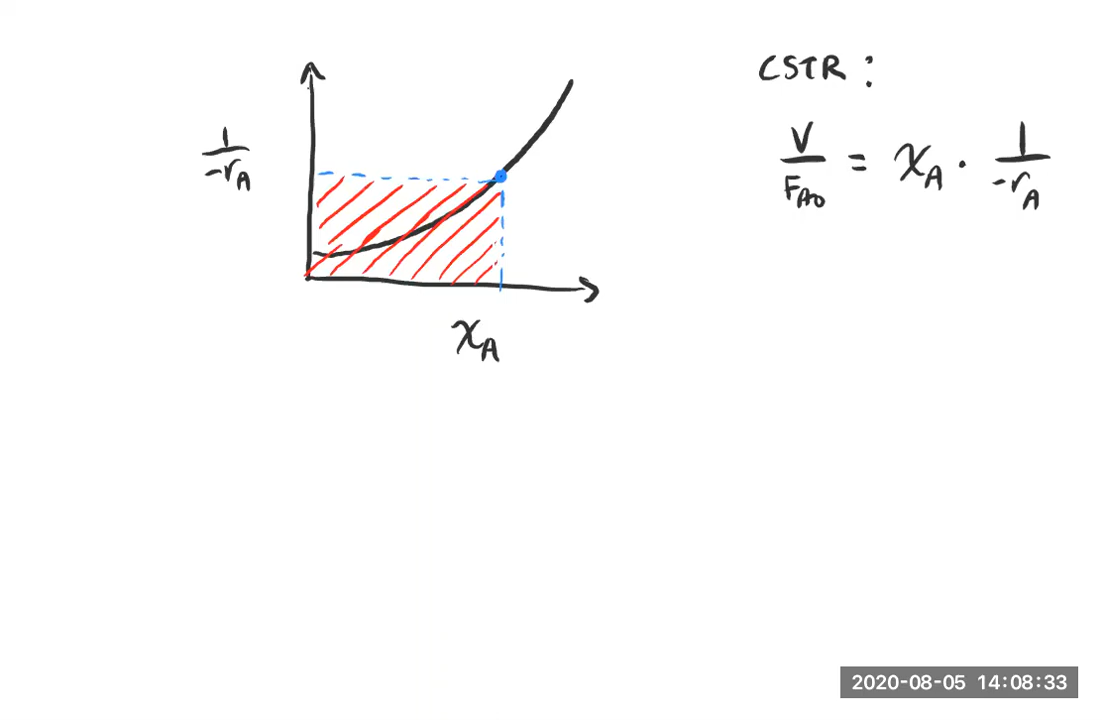 CSTR :
1/-rA
V/FA0 = XA · 1/-rA
XA
2020-08-05 14:08:33